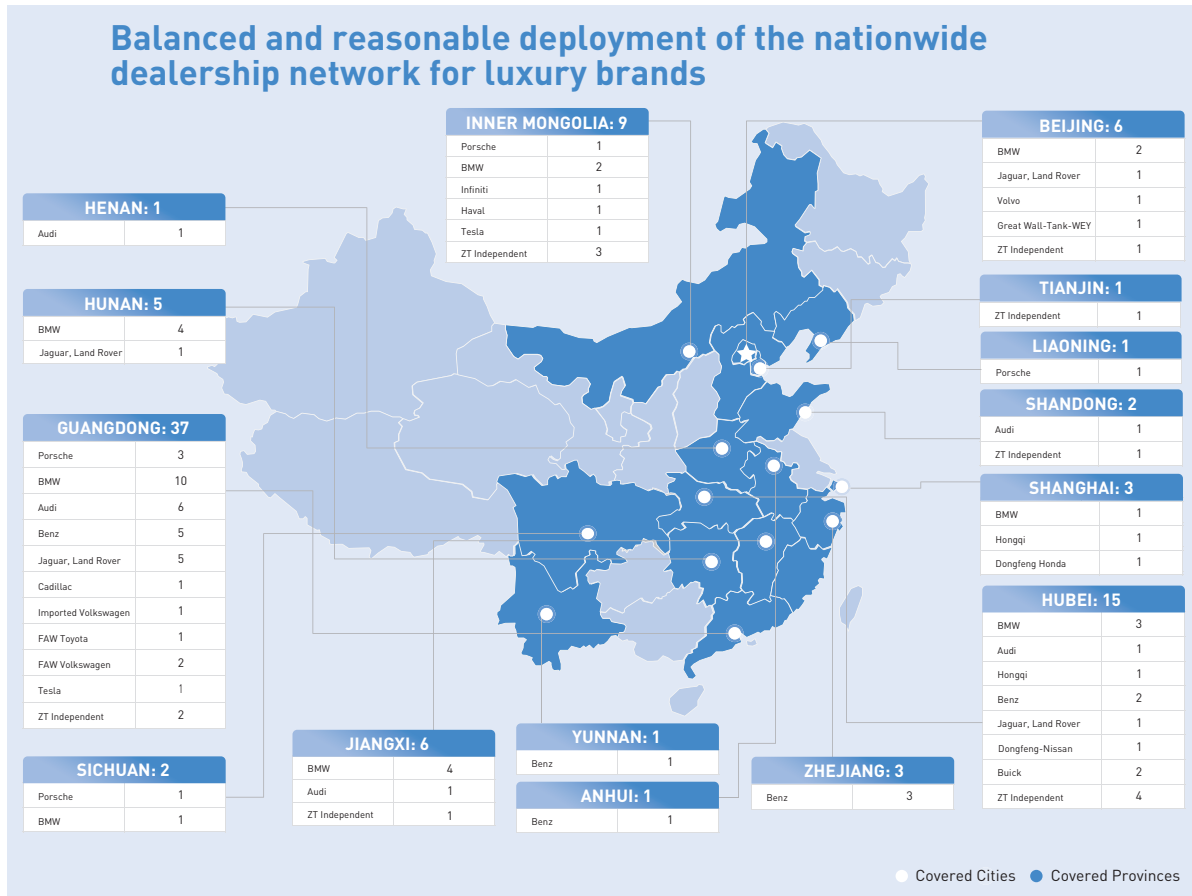 Balanced and reasonable deployment of the nationwide
dealership network for luxury brands
INNER MONGOLIA: 9
Porsche 1
BMW 2
Infiniti 1
Haval 1
Tesla 1
ZT Independent 3
BEIJING: 6
BMW 2
Jaguar, Land Rover 1
Volvo 1
Great Wall-Tank-WEY 1
ZT Independent 1
HENAN: 1
Audi 1
TIANJIN: 1
ZT Independent 1
HUNAN: 5
BMW 4
Jaguar, Land Rover 1
LIAONING: 1
Porsche 1
SHANDONG: 2
Audi 1
ZT Independent 1
GUANGDONG: 37
Porsche 3
BMW 10
Audi 6
Benz 5
Jaguar, Land Rover 5
Cadillac 1
Imported Volkswagen 1
FAW Toyota 1
FAW Volkswagen 2
Tesla 1
ZT Independent 2
SHANGHAI: 3
BMW 1
Hongqi 1
Dongfeng Honda 1
HUBEI: 15
BMW 3
Audi 1
Hongqi 1
Benz 2
Jaguar, Land Rover 1
Dongfeng-Nissan 1
Buick 2
ZT Independent 4
SICHUAN: 2
Porsche 1
BMW 1
JIANGXI: 6
BMW 4
Audi 1
ZT Independent 1
YUNNAN: 1
Benz 1
ANHUI: 1
Benz 1
ZHEJIANG: 3
Benz 3
Covered Cities
Covered Provinces